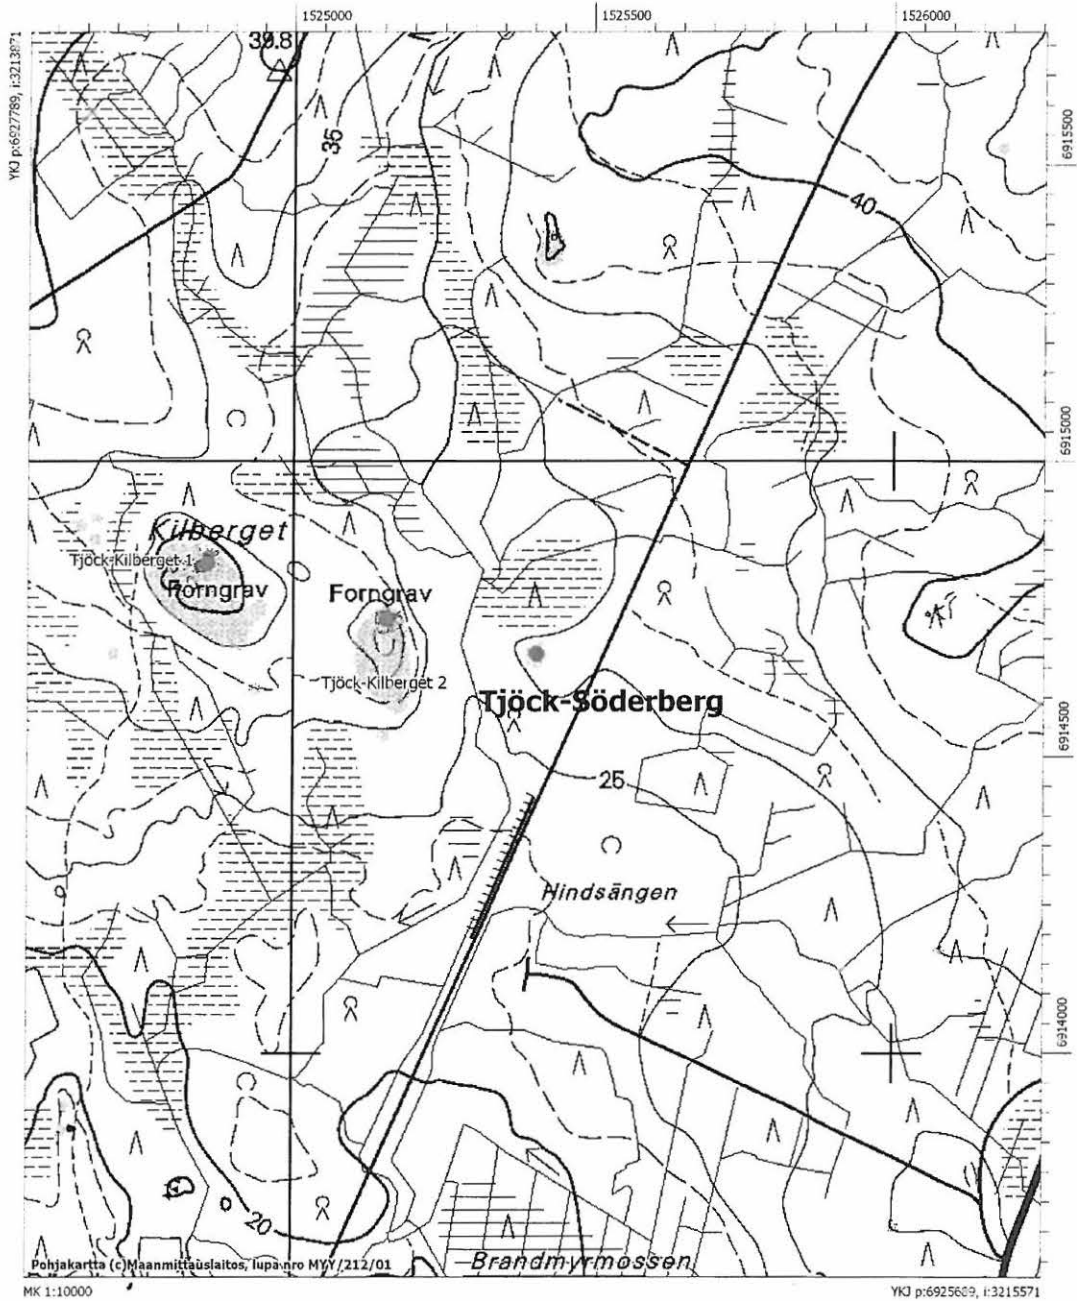 1525000
1525500
1526000
YKJ p:6927789, i:3213871
39.8
35
6915500
40
6915000
Kilberget
Tjöck-Kilberget 1
Forngrav
Forngrav
Tjöck-Kilberget 2
Tjöck-Söderberg
6914500
25
Hindsängen
6914000
20
Brandmyrmossen
Pohjakartta (c)Maanmittauslaitos, lupa nro MYY/212/01
MK 1:10000
YKJ p:6925689, i:3215571